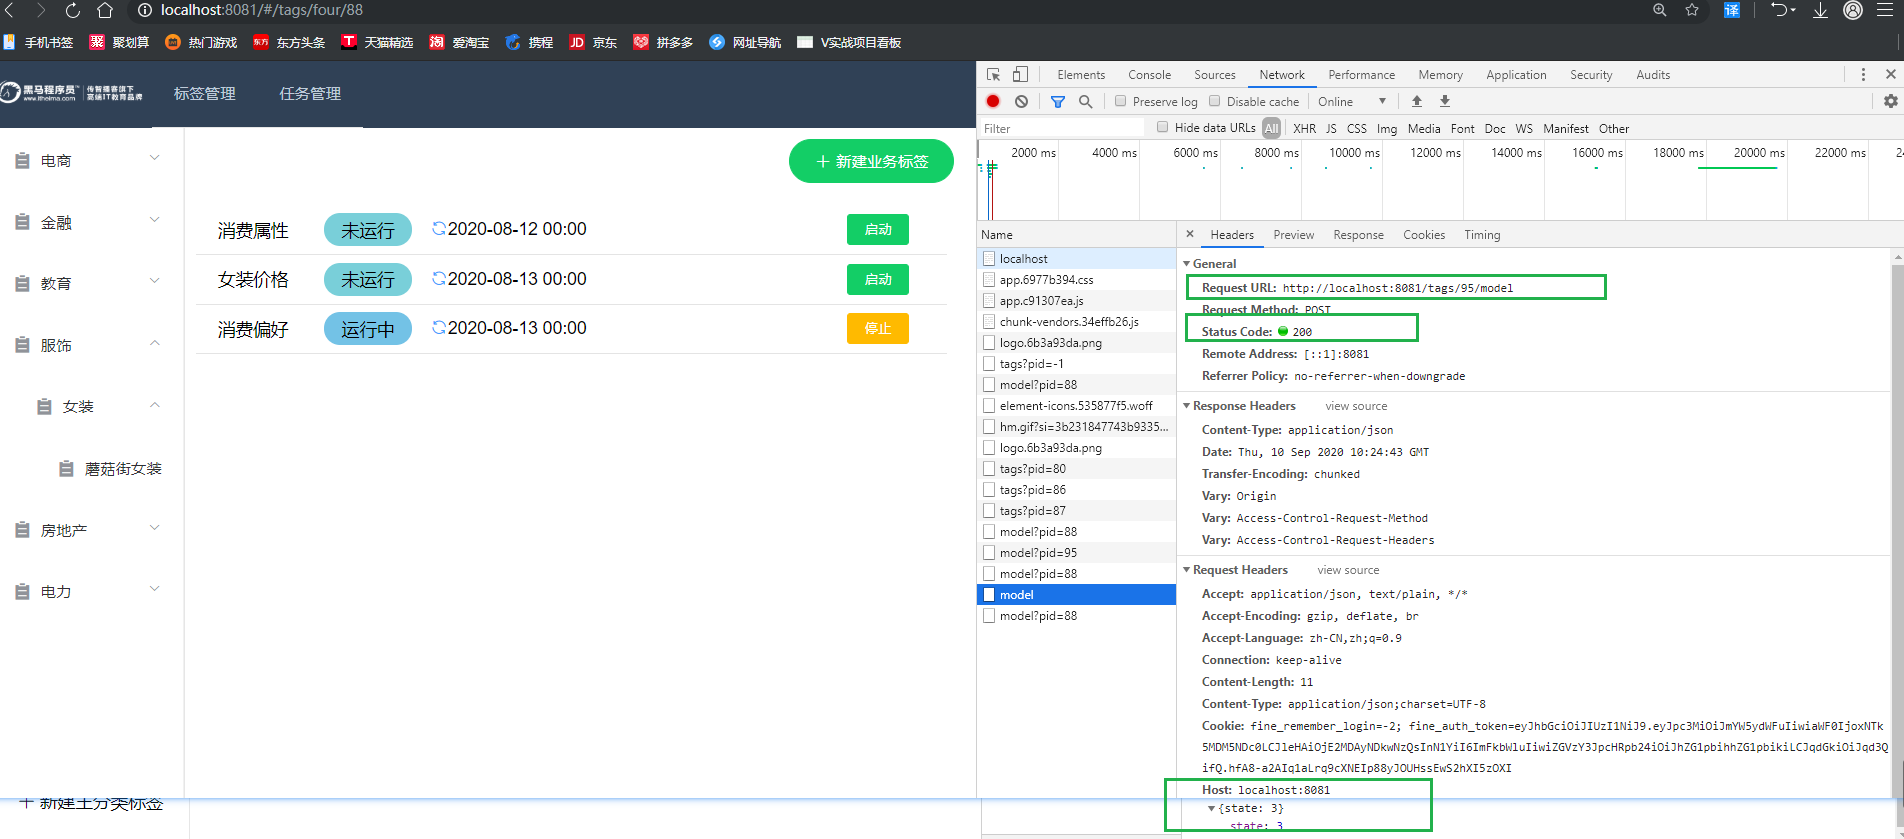 localhost:8081/#/tags/four/88
译
手机书签 聚 聚划算 热门游戏 东方 东方头条 T 天猫精选 淘 爱淘宝 携程 JD 京东 拼多多 网址导航 V实战项目看板
黑马程序员 传智播客旗下
www.itheima.com 高端IT教育品牌
标签管理 任务管理
电商
金融
教育
服饰
女装
蘑菇街女装
房地产
电力
+ 新建主分类标签
+ 新建业务标签
消费属性 未运行 2020-08-12 00:00 启动
女装价格 未运行 2020-08-13 00:00 启动
消费偏好 运行中 2020-08-13 00:00 停止
Elements Console Sources Network Performance Memory Application Security Audits
Preserve log Disable cache Online
Filter Hide data URLs All XHR JS CSS Img Media Font Doc WS Manifest Other
2000 ms 4000 ms 6000 ms 8000 ms 10000 ms 12000 ms 14000 ms 16000 ms 18000 ms 20000 ms 22000 ms
Name
localhost
app.6977b394.css
app.c91307ea.js
chunk-vendors.34effb26.js
logo.6b3a93da.png
tags?pid=-1
model?pid=88
element-icons.535877f5.woff
hm.gif?si=3b231847743b9335...
logo.6b3a93da.png
tags?pid=80
tags?pid=86
tags?pid=87
model?pid=88
model?pid=95
model?pid=88
model
model?pid=88
× Headers Preview Response Cookies Timing
General
Request URL: http://localhost:8081/tags/95/model
Request Method: POST
Status Code: 200
Remote Address: [::1]:8081
Referrer Policy: no-referrer-when-downgrade
Response Headers view source
Content-Type: application/json
Date: Thu, 10 Sep 2020 10:24:43 GMT
Transfer-Encoding: chunked
Vary: Origin
Vary: Access-Control-Request-Method
Vary: Access-Control-Request-Headers
Request Headers view source
Accept: application/json, text/plain, */*
Accept-Encoding: gzip, deflate, br
Accept-Language: zh-CN,zh;q=0.9
Connection: keep-alive
Content-Length: 11
Content-Type: application/json;charset=UTF-8
Cookie: fine_remember_login=-2; fine_auth_token=eyJhbGciOiJIUzI1NiJ9.eyJpc3MiOiJmYW5ydWFuIiwiaWF0IjoxNTk
5MDM5NDc0LCJleHAiOjE2MDAyNDkwNzQsInN1YiI6ImFkbWluIiwiZGVzY3JpcHRpb24iOiJhZG1pbihhZG1pbikiLCJqdGkiOiJqd3Q
ifQ.hfA8-a2AIq1aLrq9cXNEIp88yJOUHssEwS2hXI5zOXI
Host: localhost:8081
{state: 3}
state: 3